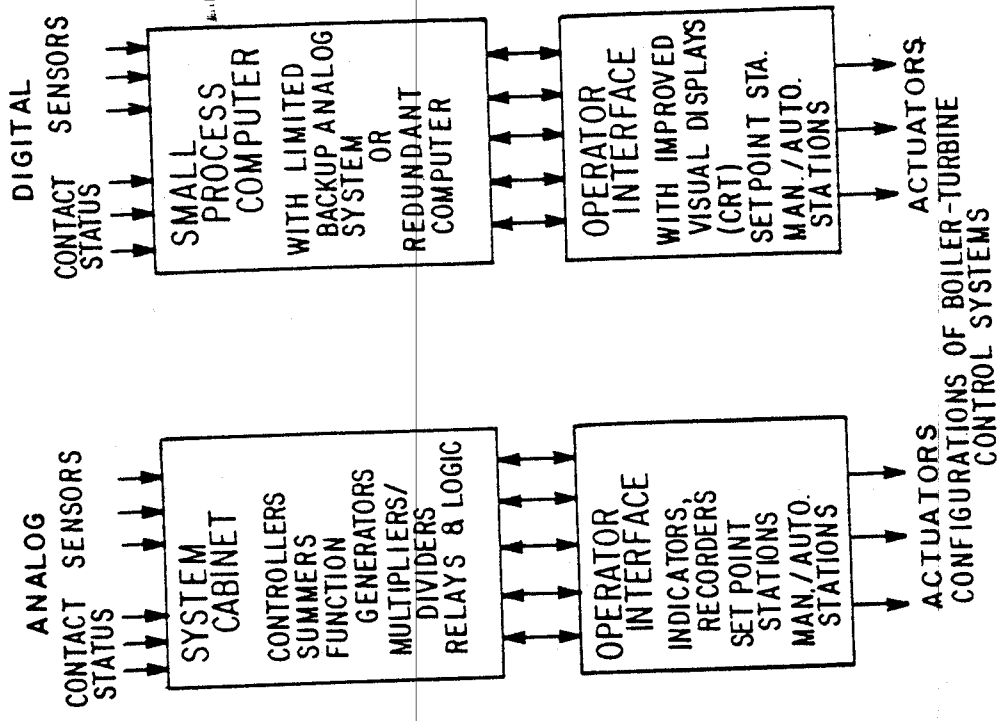 ANALOG
CONTACT SENSORS
STATUS
SYSTEM
CABINET
CONTROLLERS
SUMMERS
FUNCTION
GENERATORS
MULTIPLIERS/
DIVIDERS
RELAYS & LOGIC
OPERATOR
INTERFACE
INDICATORS,
RECORDERS
SET POINT
STATIONS
MAN./AUTO.
STATIONS
ACTUATORS
DIGITAL
CONTACT SENSORS
STATUS
SMALL
PROCESS
COMPUTER
WITH LIMITED
BACKUP ANALOG
SYSTEM
OR
REDUNDANT
COMPUTER
OPERATOR
INTERFACE
WITH IMPROVED
VISUAL DISPLAYS
(CRT)
SETPOINT STA.
MAN./AUTO.
STATIONS
ACTUATORS
CONFIGURATIONS OF BOILER-TURBINE
CONTROL SYSTEMS